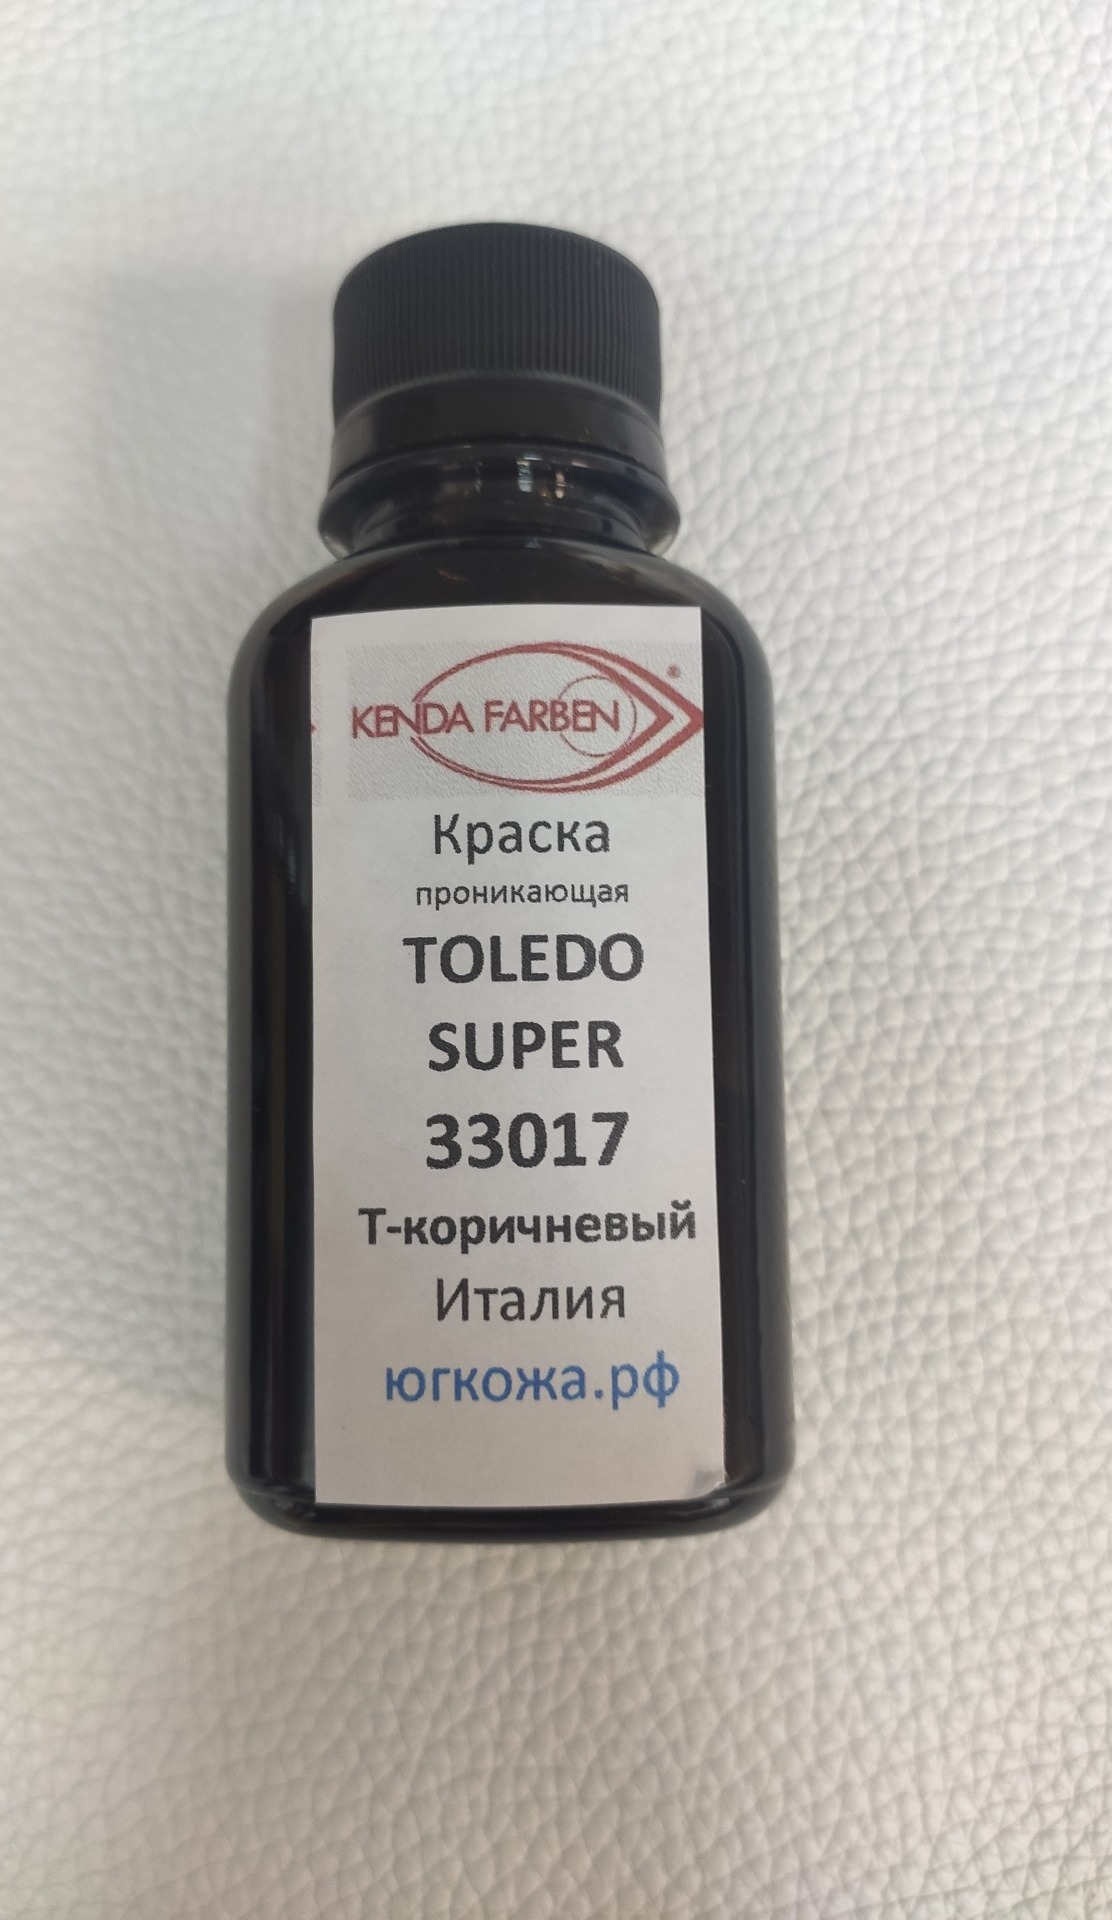 KENDA FARBEN®
Краска
проникающая
TOLEDO
SUPER
33017
Т-коричневый
Италия
югкожа.рф